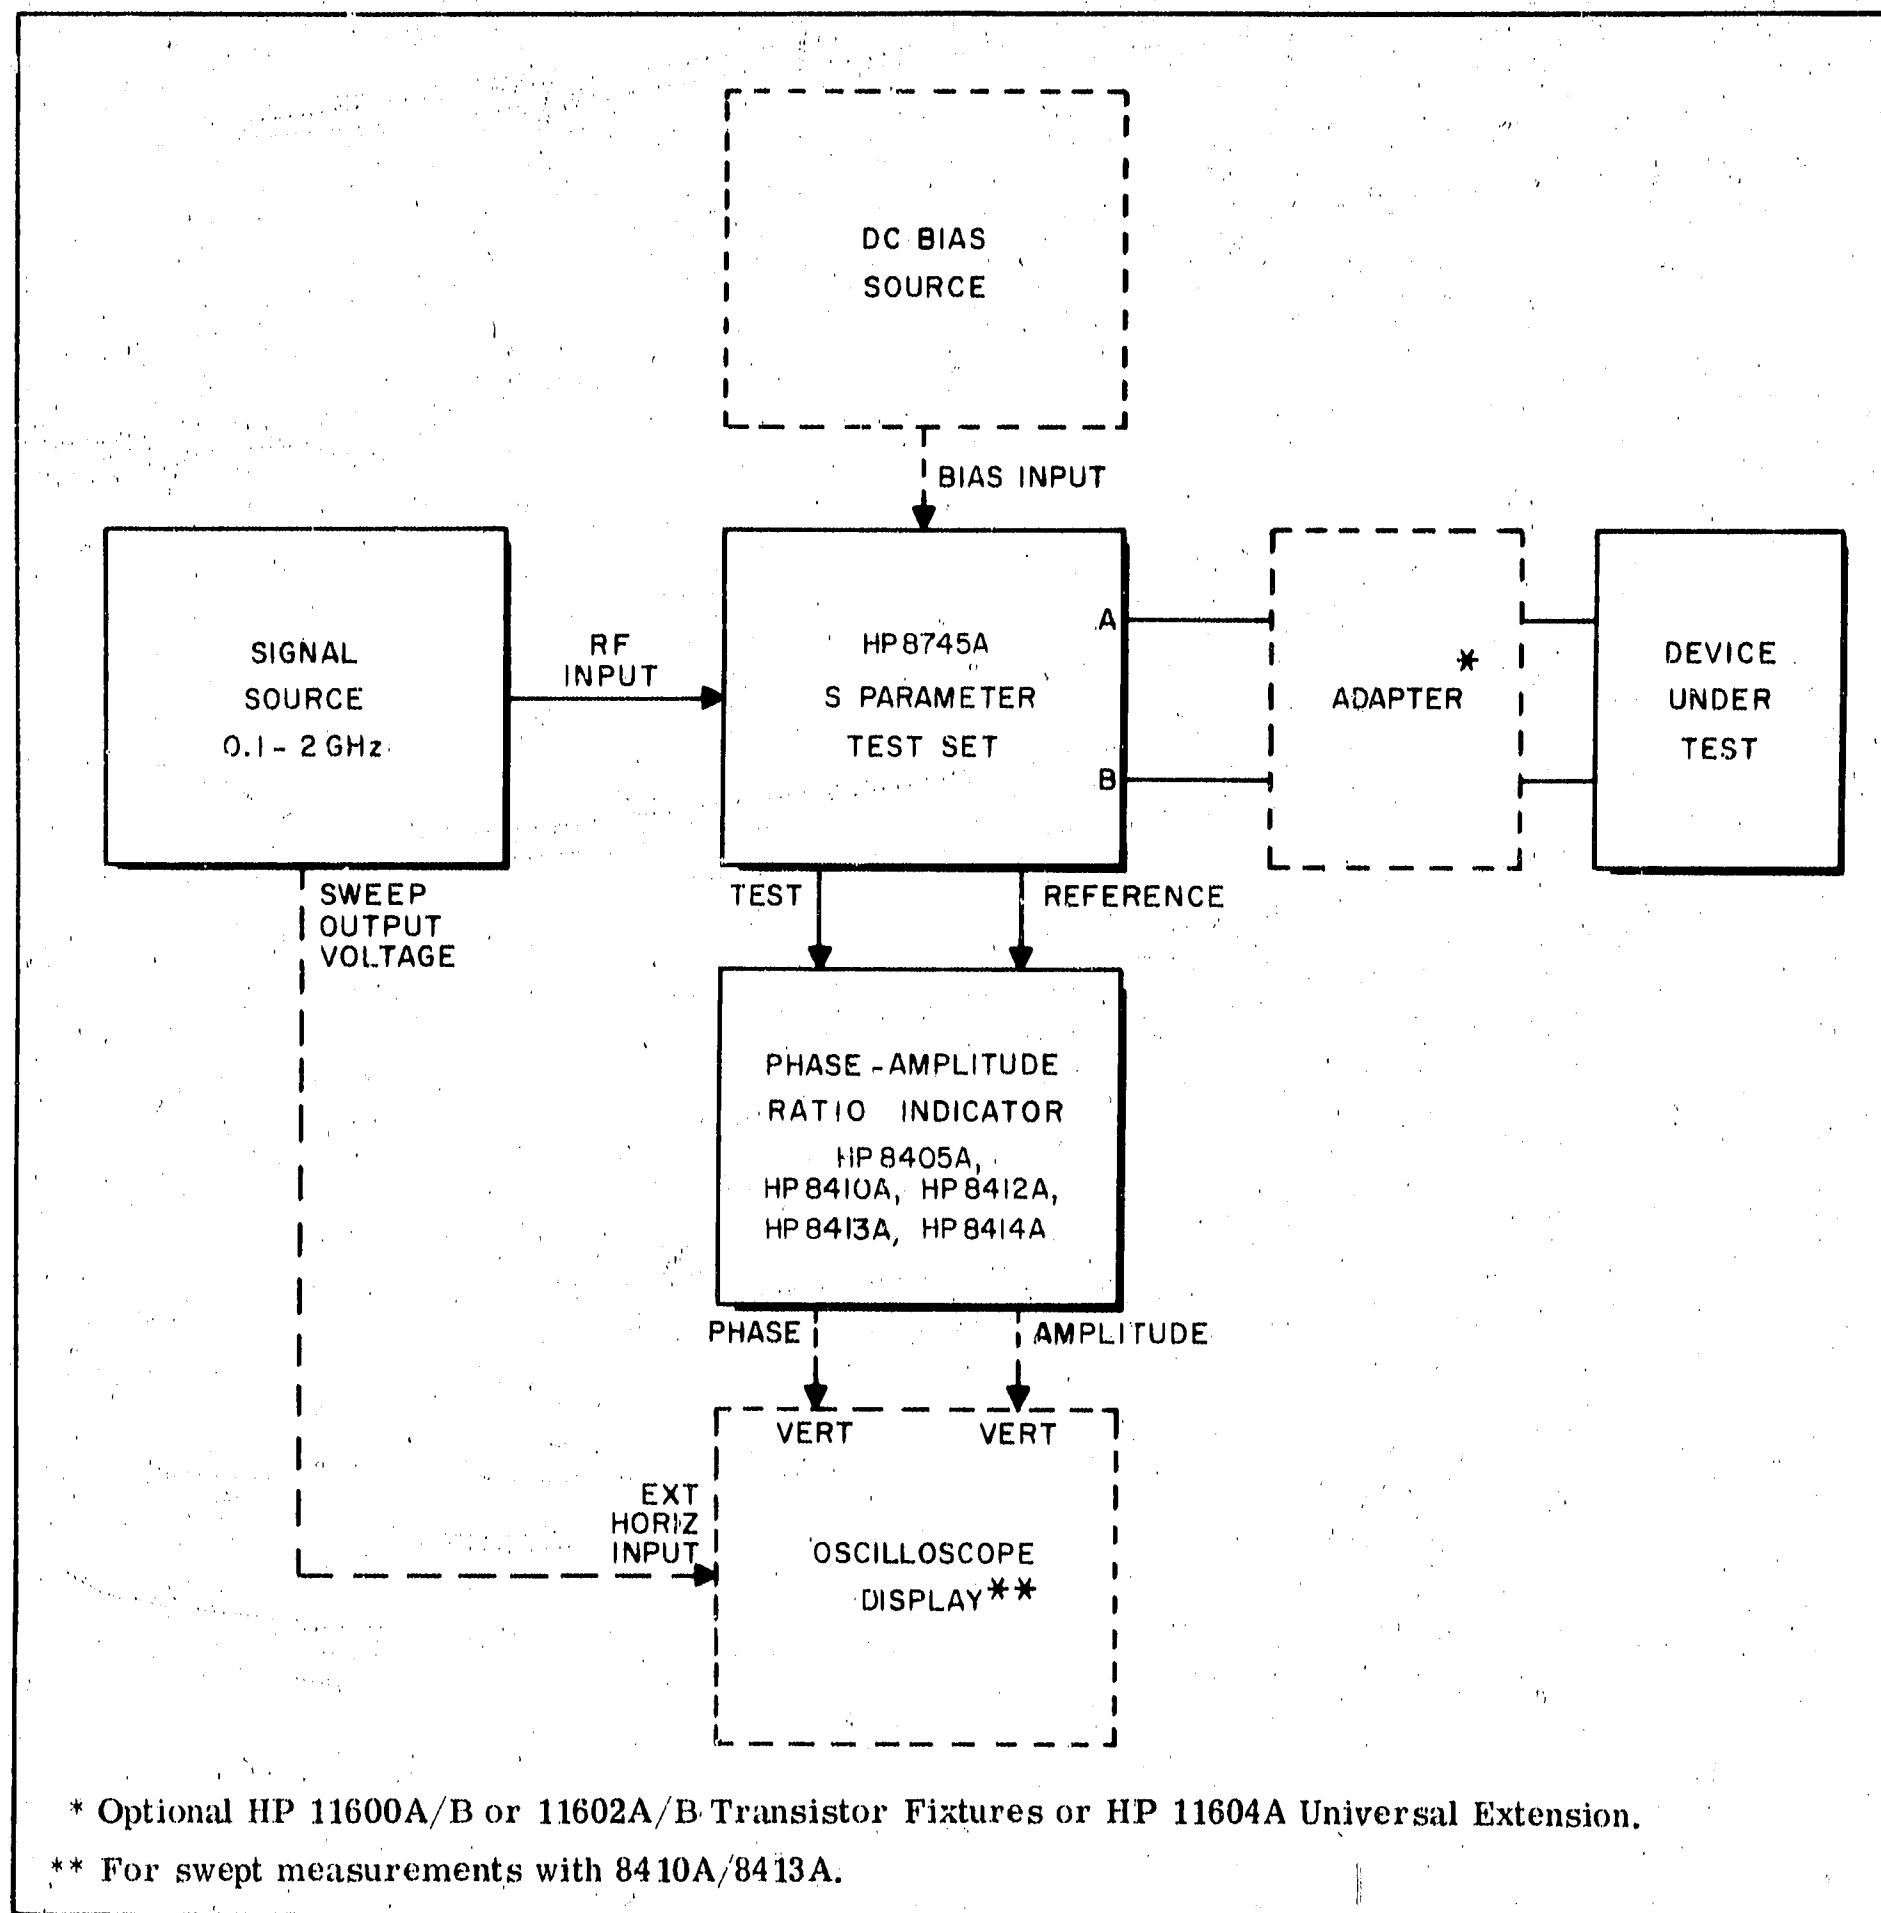 DC BIAS
SOURCE
BIAS INPUT
SIGNAL
SOURCE
0.1 - 2 GHz
RF
INPUT
HP 8745A
S PARAMETER
TEST SET
A
B
ADAPTER *
DEVICE
UNDER
TEST
SWEEP
OUTPUT
VOLTAGE
TEST
REFERENCE
PHASE - AMPLITUDE
RATIO INDICATOR
HP 8405A,
HP 8410A, HP 8412A,
HP 8413A, HP 8414A
PHASE
AMPLITUDE
VERT
VERT
EXT
HORIZ
INPUT
OSCILLOSCOPE
DISPLAY **
* Optional HP 11600A/B or 11602A/B Transistor Fixtures or HP 11604A Universal Extension.
** For swept measurements with 8410A/8413A.